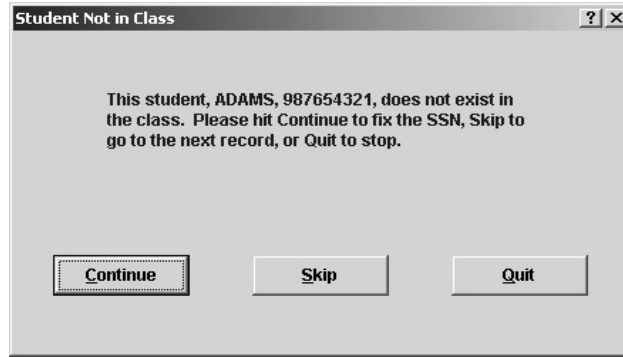 Student Not in Class
? ×
This student, ADAMS, 987654321, does not exist in
the class. Please hit Continue to fix the SSN, Skip to
go to the next record, or Quit to stop.
Continue Skip Quit